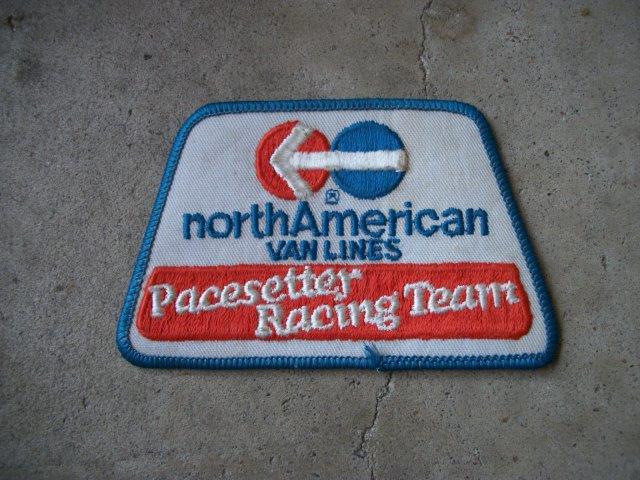 northAmerican
VAN LINES
Pacesetter
Racing Team